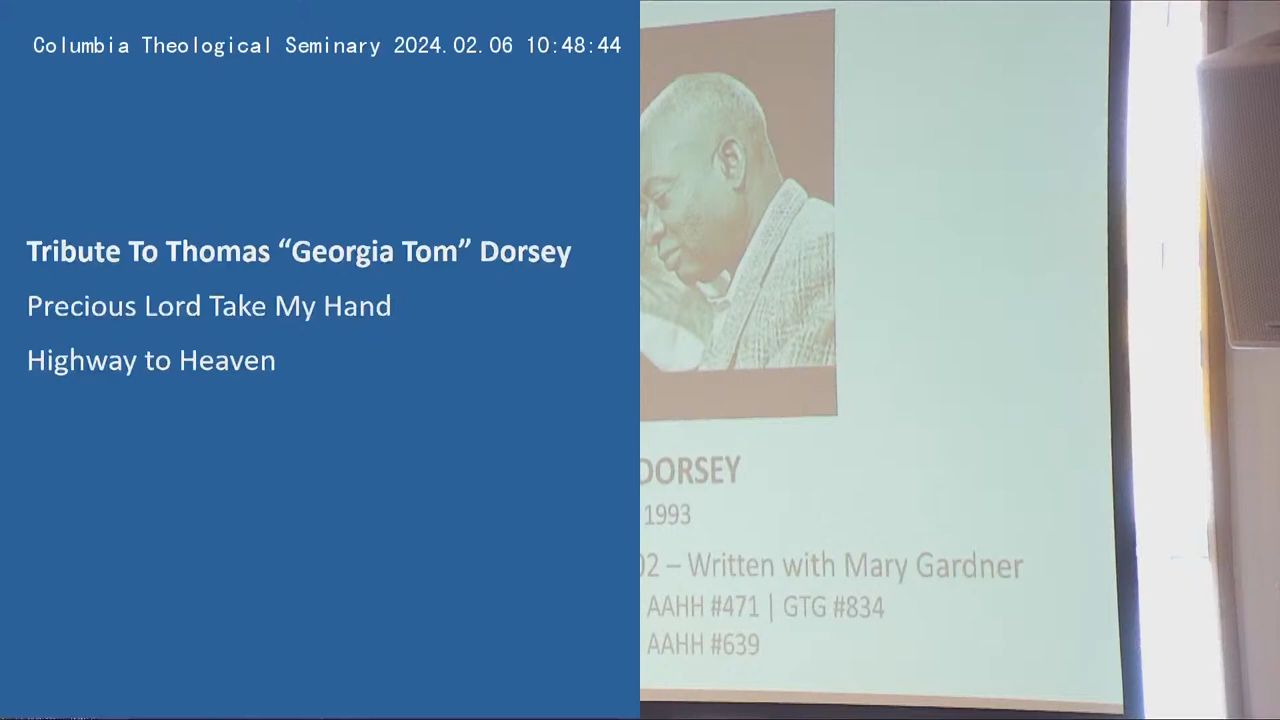 Columbia Theological Seminary 2024.02.06 10:48:44
Tribute To Thomas “Georgia Tom” Dorsey
Precious Lord Take My Hand
Highway to Heaven
DORSEY
1993
02 – Written with Mary Gardner
AAHH #471 | GTG #834
AAHH #639